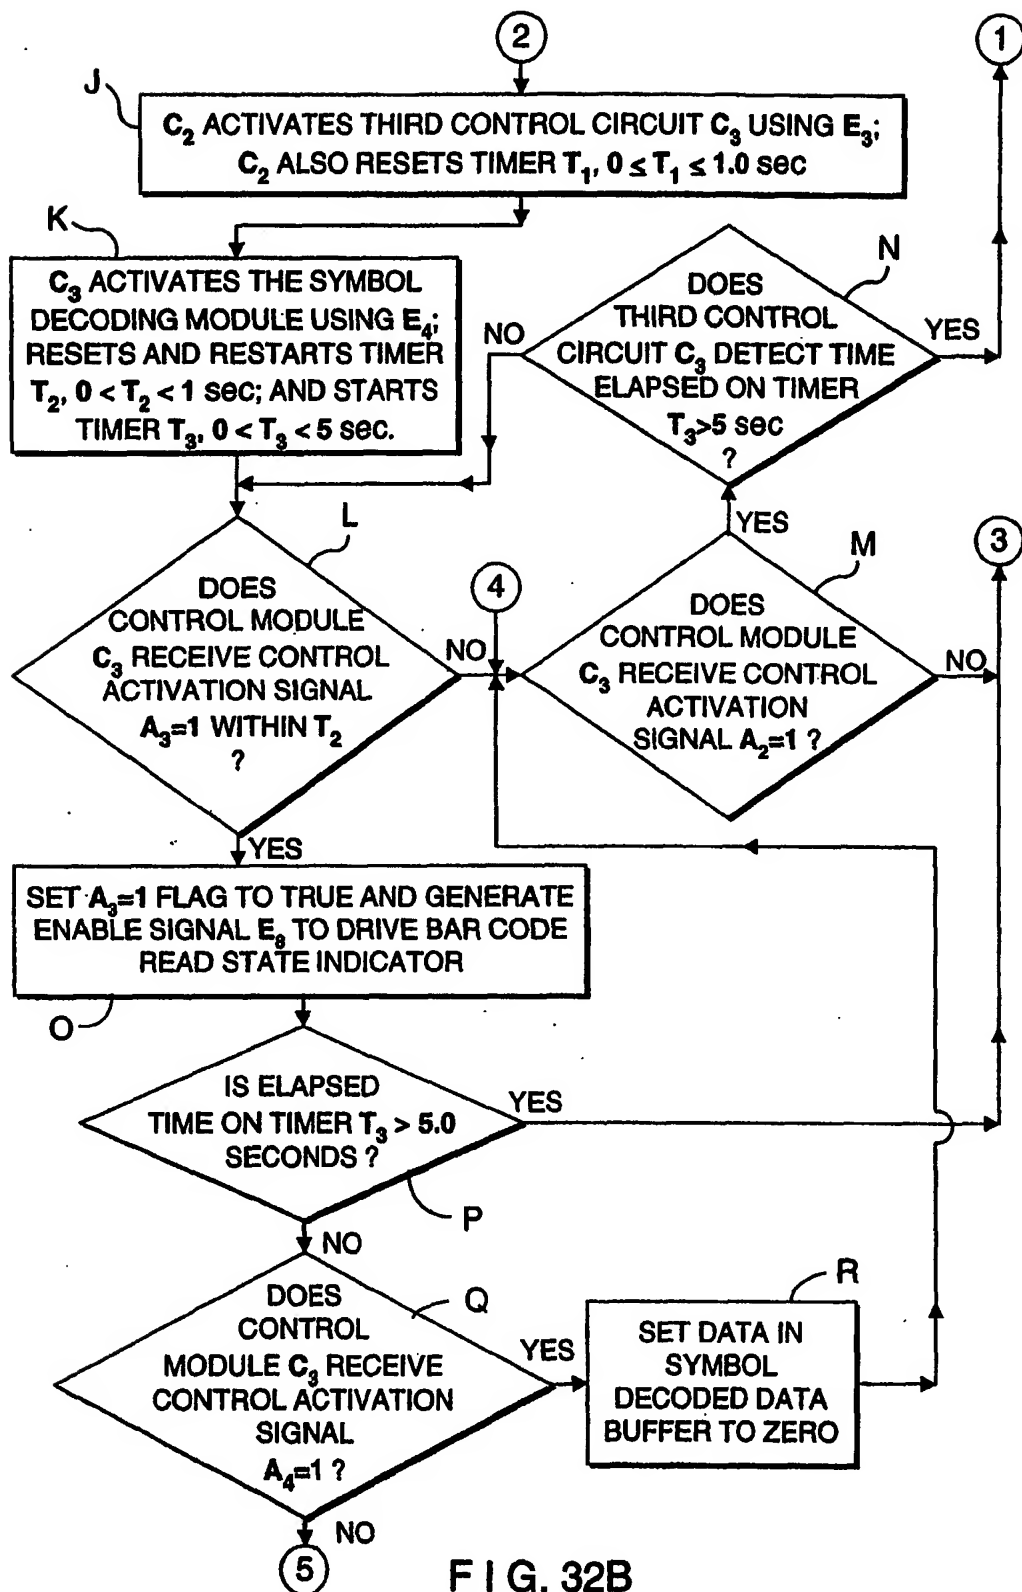 2
1
J
C₂ ACTIVATES THIRD CONTROL CIRCUIT C₃ USING E₃;
C₂ ALSO RESETS TIMER T₁, 0 ≤ T₁ ≤ 1.0 sec
K
C₃ ACTIVATES THE SYMBOL
DECODING MODULE USING E₄;
RESETS AND RESTARTS TIMER
T₂, 0 < T₂ < 1 sec; AND STARTS
TIMER T₃, 0 < T₃ < 5 sec.
N
DOES
THIRD CONTROL
CIRCUIT C₃ DETECT TIME
ELAPSED ON TIMER
T₃>5 sec
?
NO
YES
L
DOES
CONTROL MODULE
C₃ RECEIVE CONTROL
ACTIVATION SIGNAL
A₃=1 WITHIN T₂
?
NO
YES
4
YES
M
3
DOES
CONTROL MODULE
C₃ RECEIVE CONTROL
ACTIVATION
SIGNAL A₂=1 ?
NO
SET A₃=1 FLAG TO TRUE AND GENERATE
ENABLE SIGNAL E₈ TO DRIVE BAR CODE
READ STATE INDICATOR
O
IS ELAPSED
TIME ON TIMER T₃ > 5.0
SECONDS ?
YES
P
NO
DOES
CONTROL
MODULE C₃ RECEIVE
CONTROL ACTIVATION
SIGNAL
A₄=1 ?
Q
YES
R
SET DATA IN
SYMBOL
DECODED DATA
BUFFER TO ZERO
NO
5
FIG. 32B